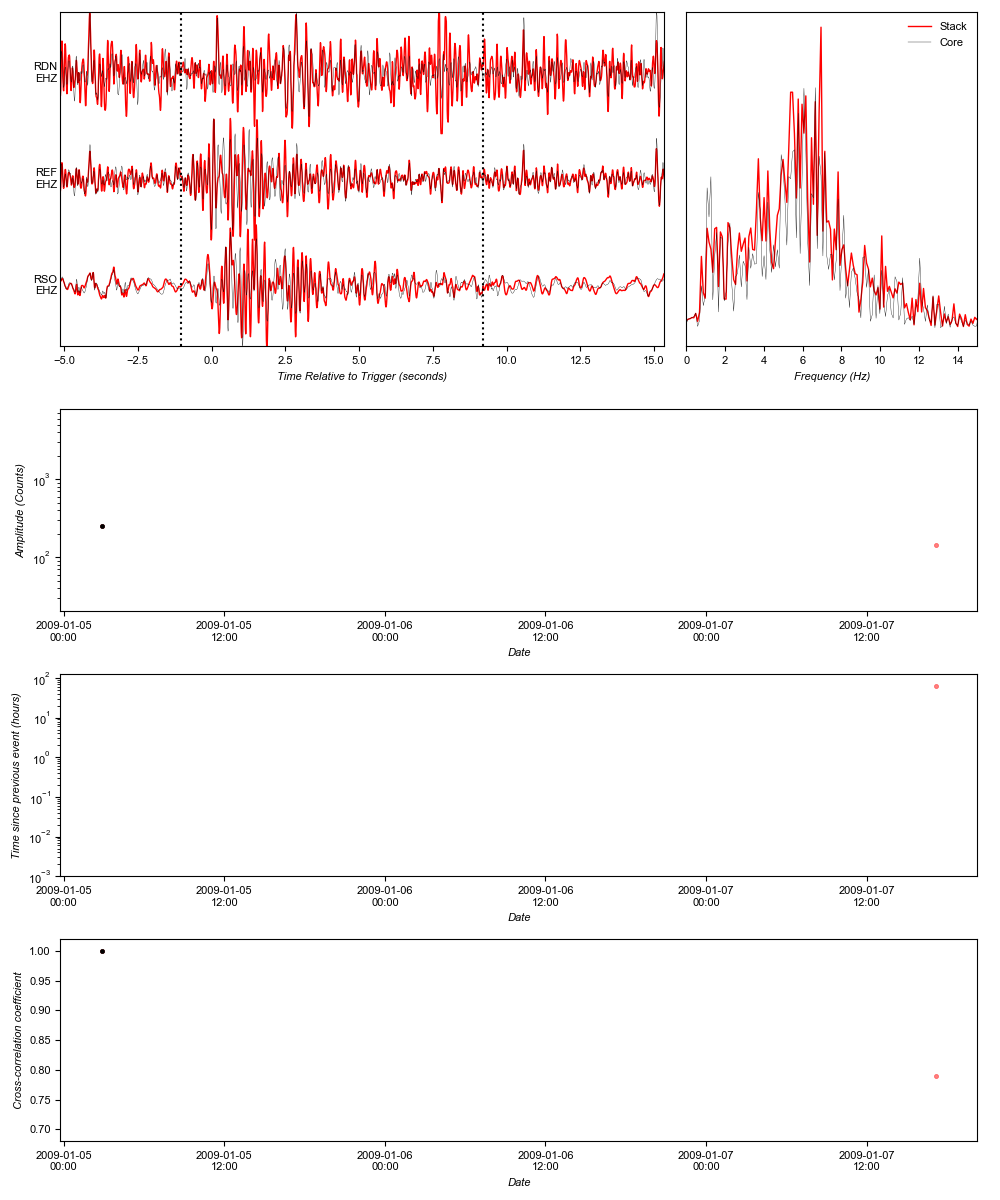 RDN
EHZ
REF
EHZ
RSO
EHZ
−5.0 −2.5 0.0 2.5 5.0 7.5 10.0 12.5 15.0
Time Relative to Trigger (seconds)
Stack
Core
0 2 4 6 8 10 12 14
Frequency (Hz)
Amplitude (Counts)
10³
10²
2009-01-05 00:00
2009-01-05 12:00
2009-01-06 00:00
2009-01-06 12:00
2009-01-07 00:00
2009-01-07 12:00
Date
Time since previous event (hours)
10²
10¹
10⁰
10⁻¹
10⁻²
10⁻³
2009-01-05 00:00
2009-01-05 12:00
2009-01-06 00:00
2009-01-06 12:00
2009-01-07 00:00
2009-01-07 12:00
Date
Cross-correlation coefficient
1.00
0.95
0.90
0.85
0.80
0.75
0.70
2009-01-05 00:00
2009-01-05 12:00
2009-01-06 00:00
2009-01-06 12:00
2009-01-07 00:00
2009-01-07 12:00
Date